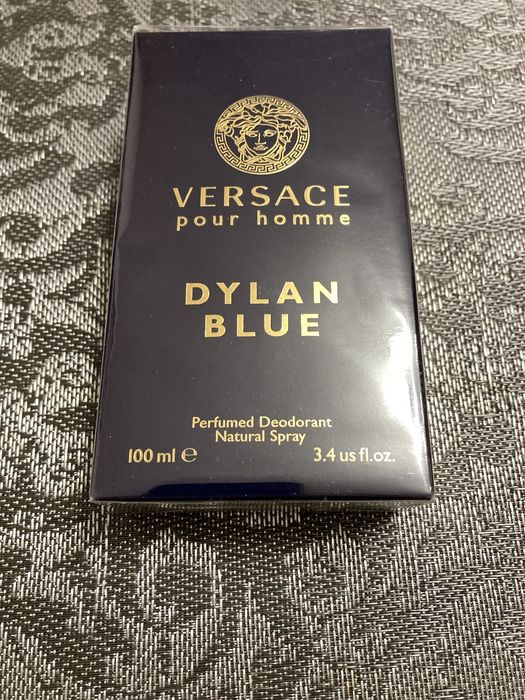 VERSACE
pour homme
DYLAN
BLUE
Perfumed Deodorant
Natural Spray
100 ml ℮ 3.4 us fl.oz.